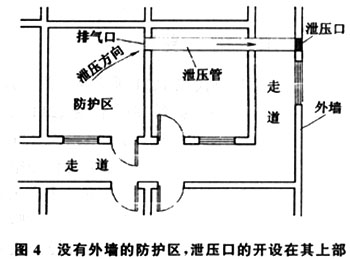 排气口
泄压口
泄压方向
泄压管
防护区
走道
外墙
走道
图4 没有外墙的防护区,泄压口的开设在其上部